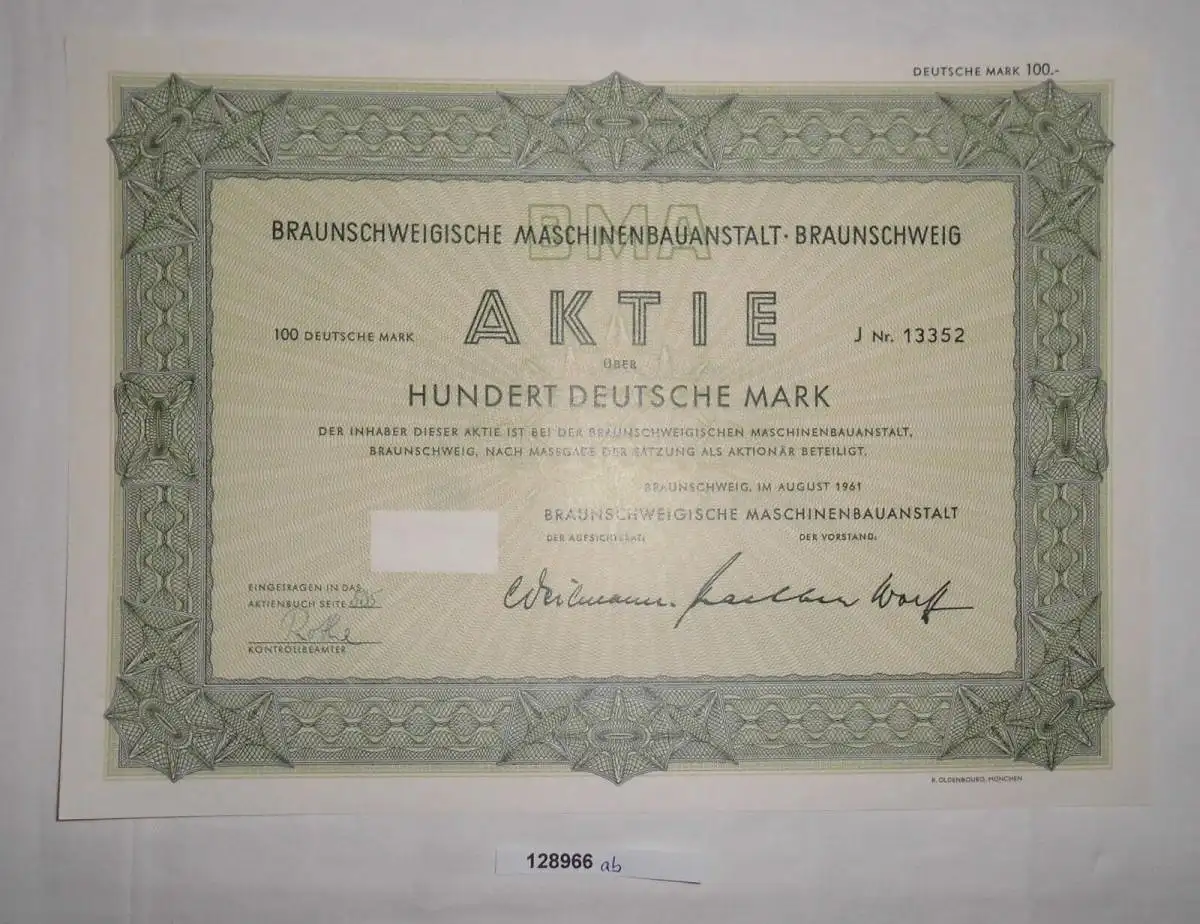 DEUTSCHE MARK 100.-
BMA
BRAUNSCHWEIGISCHE MASCHINENBAUANSTALT · BRAUNSCHWEIG
AKTIE
100 DEUTSCHE MARK
J Nr. 13352
ÜBER
HUNDERT DEUTSCHE MARK
DER INHABER DIESER AKTIE IST BEI DER BRAUNSCHWEIGISCHEN MASCHINENBAUANSTALT,
BRAUNSCHWEIG, NACH MASSGABE DER SATZUNG ALS AKTIONÄR BETEILIGT.
BRAUNSCHWEIG, IM AUGUST 1961
BRAUNSCHWEIGISCHE MASCHINENBAUANSTALT
DER AUFSICHTSRAT:
DER VORSTAND:
EINGETRAGEN IN DAS
AKTIENBUCH SEITE
Rothe
KONTROLLBEAMTER
R. OLDENBOURG, MÜNCHEN
128966 ab